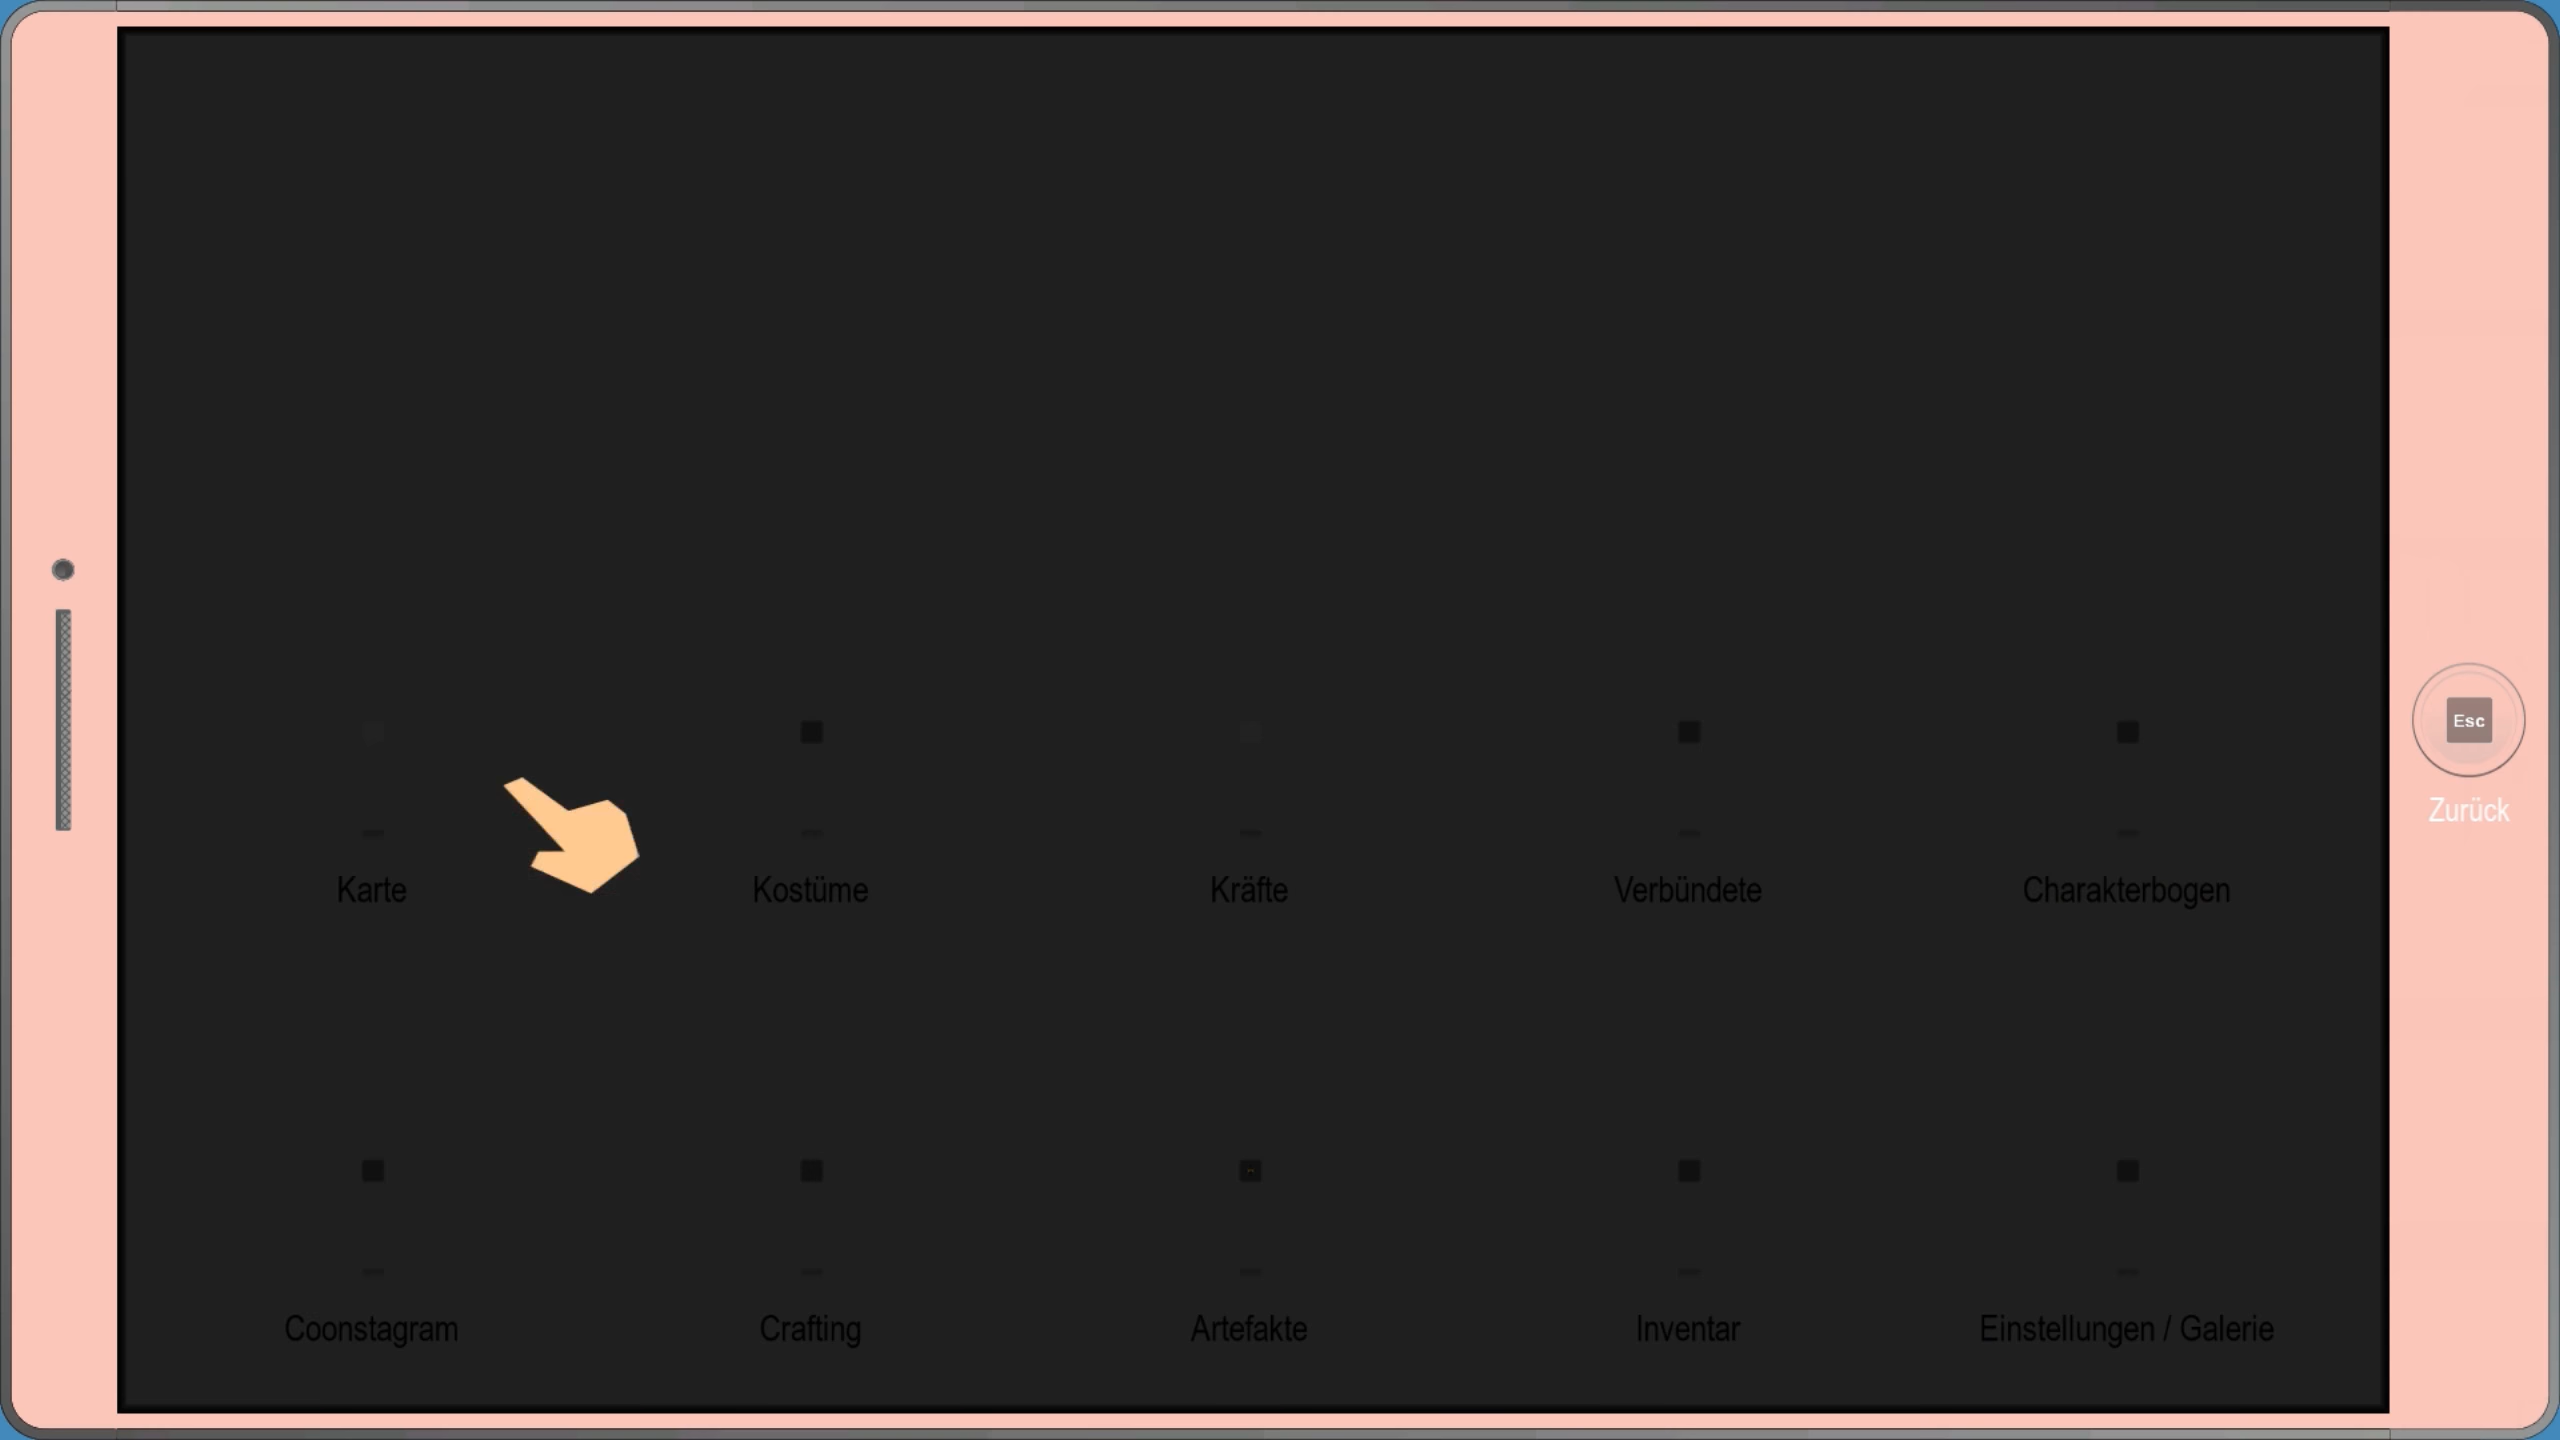 Esc
Zurück
Karte
Kostüme
Kräfte
Verbündete
Charakterbogen
Coonstagram
Crafting
Artefakte
Inventar
Einstellungen / Galerie